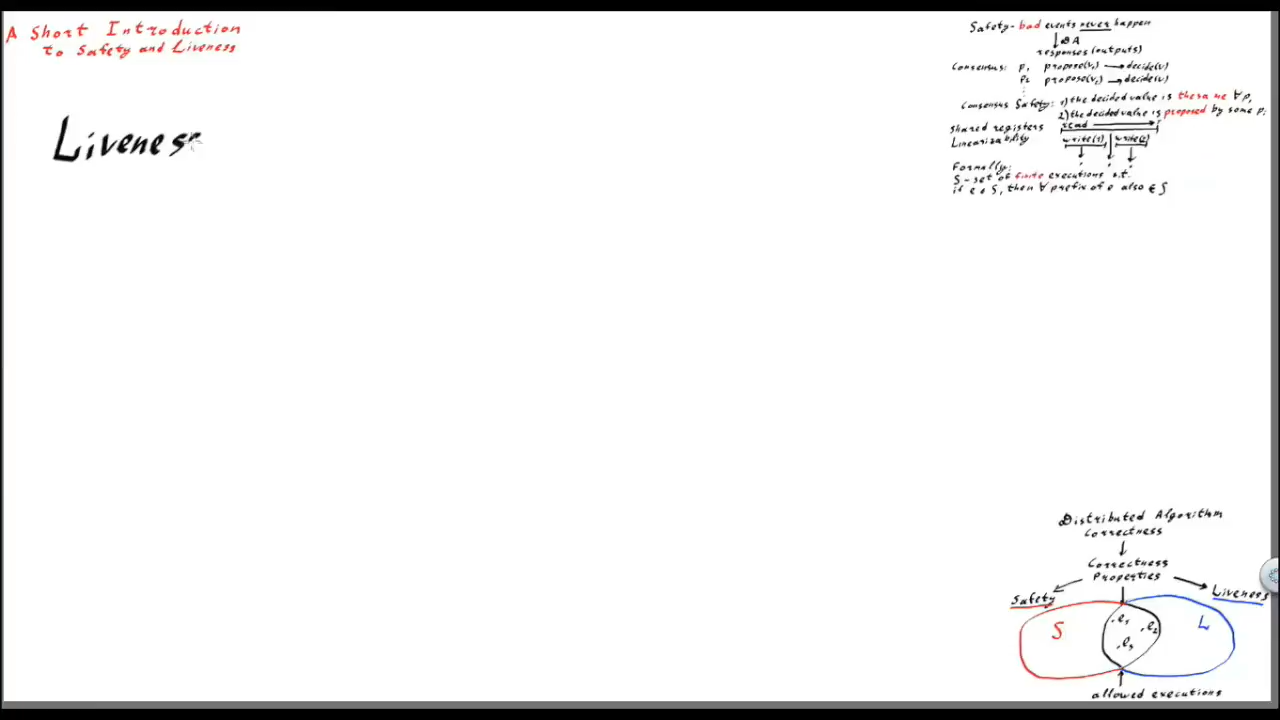 A Short Introduction
to Safety and Liveness
Liveness
Safety - bad events never happen
DA
responses (outputs)
Consensus: p₁ propose(v₁) → decide(v)
p₂ propose(v₂) → decide(v)
Consensus Safety: 1) the decided value is the same ∀ pᵢ
2) the decided value is proposed by some pᵢ
Shared registers read
Linearizability write(1) write(2)
Formally:
S - set of finite executions s.t.
if e ∈ S, then ∀ prefix of e also ∈ S
Distributed Algorithm
Correctness
Correctness
Properties
Safety Liveness
S e₁ e₂ L
e₃
allowed executions